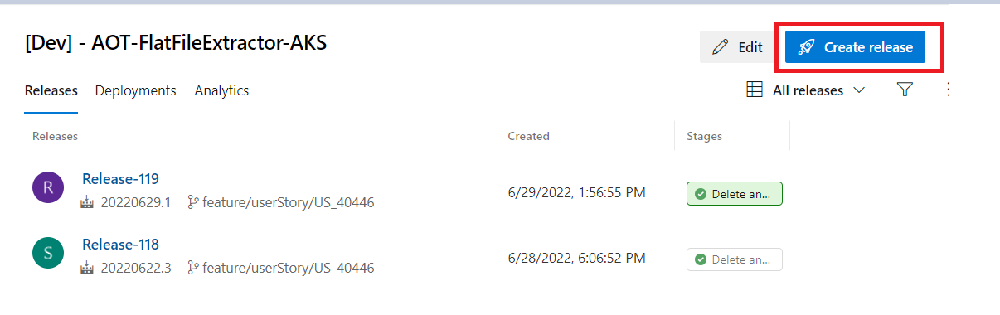 [Dev] - AOT-FlatFileExtractor-AKS
Edit
Create release
Releases Deployments Analytics
All releases
Releases Created Stages
R
Release-119
20220629.1 feature/userStory/US_40446
6/29/2022, 1:56:55 PM
Delete an...
S
Release-118
20220622.3 feature/userStory/US_40446
6/28/2022, 6:06:52 PM
Delete an...